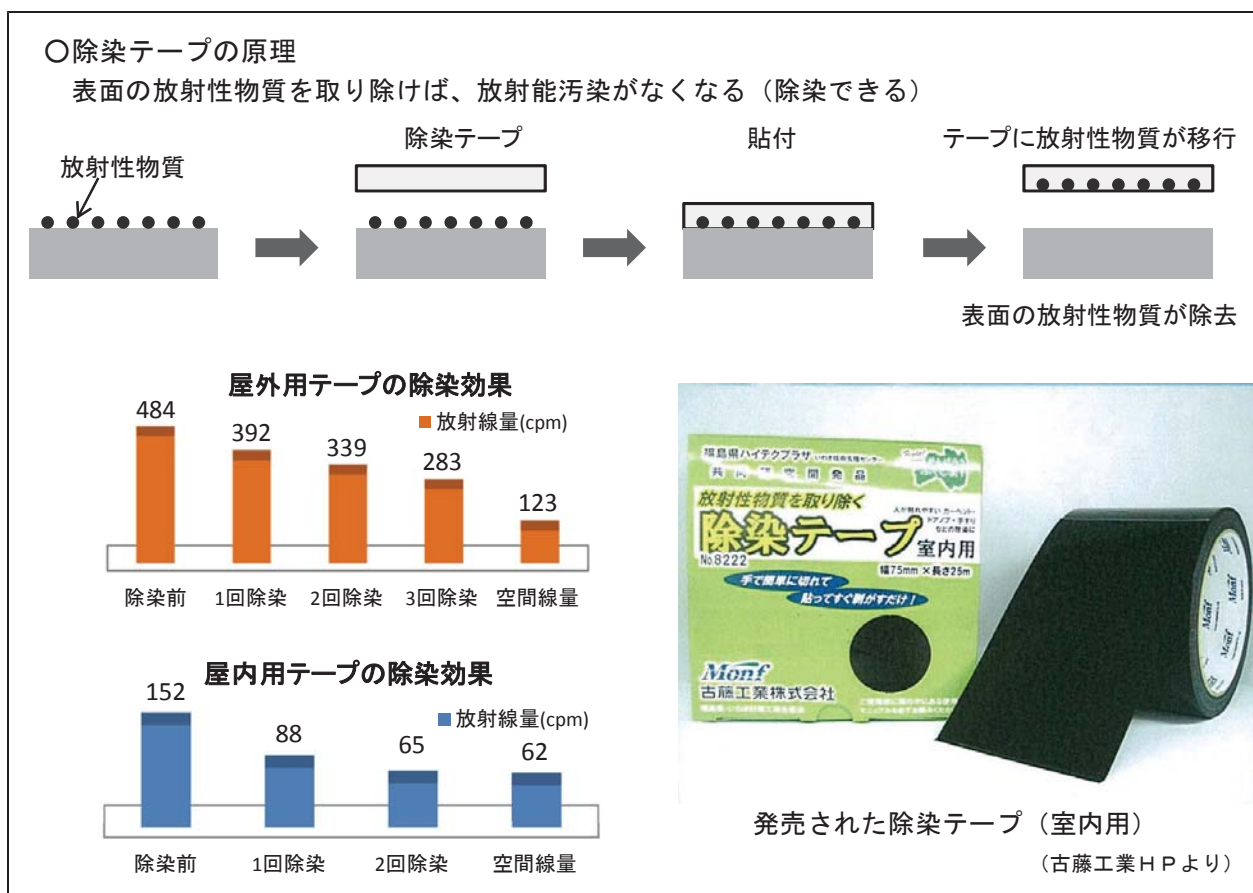 〇除染テープの原理
表面の放射性物質を取り除けば、放射能汚染がなくなる（除染できる）
放射性物質
除染テープ
貼付
テープに放射性物質が移行
表面の放射性物質が除去
屋外用テープの除染効果
放射線量(cpm)
484
392
339
283
123
除染前
1回除染
2回除染
3回除染
空間線量
屋内用テープの除染効果
放射線量(cpm)
152
88
65
62
除染前
1回除染
2回除染
空間線量
福島県ハイテクプラザ
放射性物質を取り除く
除染テープ 室内用
No.8222
幅75mm×長さ25m
手で簡単に切れて
貼ってすぐ剥がすだけ！
Monf
古藤工業株式会社
Monf
Monf
Monf
発売された除染テープ（室内用）
（古藤工業ＨＰより）